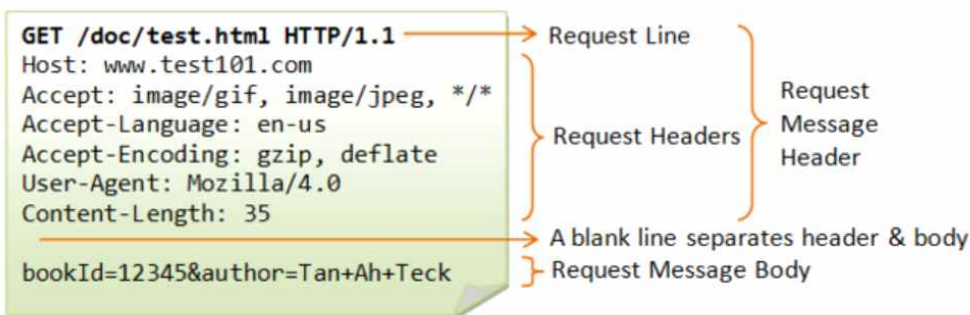 GET /doc/test.html HTTP/1.1
Host: www.test101.com
Accept: image/gif, image/jpeg, */*
Accept-Language: en-us
Accept-Encoding: gzip, deflate
User-Agent: Mozilla/4.0
Content-Length: 35
bookId=12345&author=Tan+Ah+Teck
Request Line
Request Headers
Request
Message
Header
A blank line separates header & body
Request Message Body